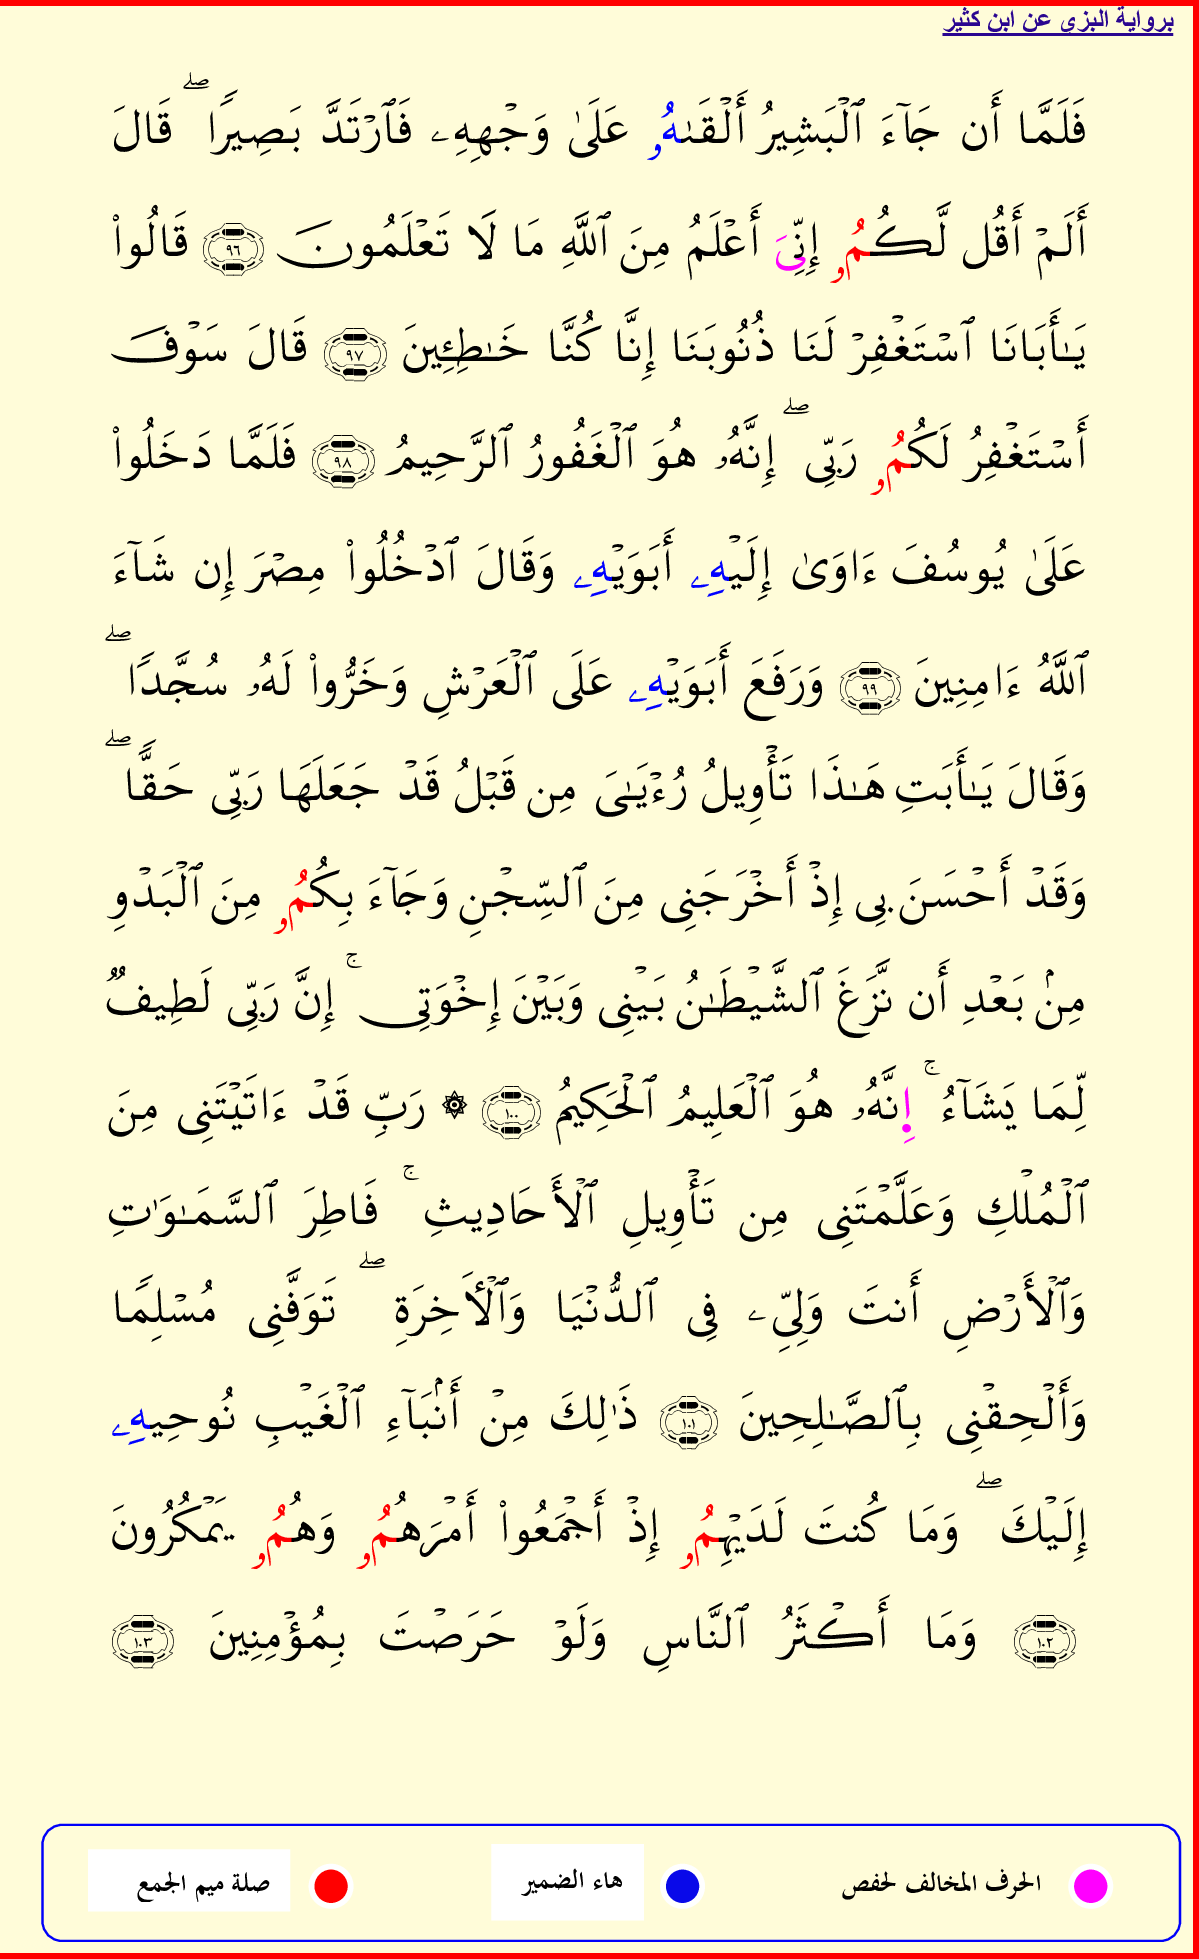 برواية البزي عن ابن كثير
فَلَمَّا أَن جَآءَ ٱلْبَشِيرُ أَلْقَىٰهُۥ عَلَىٰ وَجْهِهِۦ فَٱرْتَدَّ بَصِيرًا ۖ قَالَ
أَلَمْ أَقُل لَّكُمُۥ إِنِّىَ أَعْلَمُ مِنَ ٱللَّهِ مَا لَا تَعْلَمُونَ ٩٦ قَالُوا۟
يَـٰٓأَبَانَا ٱسْتَغْفِرْ لَنَا ذُنُوبَنَا إِنَّا كُنَّا خَـٰطِـِٔينَ ٩٧ قَالَ سَوْفَ
أَسْتَغْفِرُ لَكُمُۥ رَبِّى ۖ إِنَّهُۥ هُوَ ٱلْغَفُورُ ٱلرَّحِيمُ ٩٨ فَلَمَّا دَخَلُوا۟
عَلَىٰ يُوسُفَ ءَاوَىٰ إِلَيْهِۦ أَبَوَيْهِۦ وَقَالَ ٱدْخُلُوا۟ مِصْرَ إِن شَآءَ
ٱللَّهُ ءَامِنِينَ ٩٩ وَرَفَعَ أَبَوَيْهِۦ عَلَى ٱلْعَرْشِ وَخَرُّوا۟ لَهُۥ سُجَّدًا ۖ
وَقَالَ يَـٰٓأَبَتِ هَـٰذَا تَأْوِيلُ رُءْيَـٰىَ مِن قَبْلُ قَدْ جَعَلَهَا رَبِّى حَقًّا ۖ
وَقَدْ أَحْسَنَ بِى إِذْ أَخْرَجَنِى مِنَ ٱلسِّجْنِ وَجَآءَ بِكُمُۥ مِنَ ٱلْبَدْوِ
مِنۢ بَعْدِ أَن نَّزَغَ ٱلشَّيْطَـٰنُ بَيْنِى وَبَيْنَ إِخْوَتِى ۚ إِنَّ رَبِّى لَطِيفٌ
لِّمَا يَشَآءُ ۚ اِنَّهُۥ هُوَ ٱلْعَلِيمُ ٱلْحَكِيمُ ١٠٠ ۞ رَبِّ قَدْ ءَاتَيْتَنِى مِنَ
ٱلْمُلْكِ وَعَلَّمْتَنِى مِن تَأْوِيلِ ٱلْأَحَادِيثِ ۚ فَاطِرَ ٱلسَّمَـٰوَٰتِ
وَٱلْأَرْضِ أَنتَ وَلِىِّۦ فِى ٱلدُّنْيَا وَٱلْـَٔاخِرَةِ ۖ تَوَفَّنِى مُسْلِمًا
وَأَلْحِقْنِى بِٱلصَّـٰلِحِينَ ١٠١ ذَٰلِكَ مِنْ أَنۢبَآءِ ٱلْغَيْبِ نُوحِيهِۦ
إِلَيْكَ ۖ وَمَا كُنتَ لَدَيْهِمُۥ إِذْ أَجْمَعُوا۟ أَمْرَهُمُۥ وَهُمُۥ يَمْكُرُونَ
١٠٢ وَمَا أَكْثَرُ ٱلنَّاسِ وَلَوْ حَرَصْتَ بِمُؤْمِنِينَ ١٠٣
الحرف المخالف لحفص هاء الضمير صلة ميم الجمع